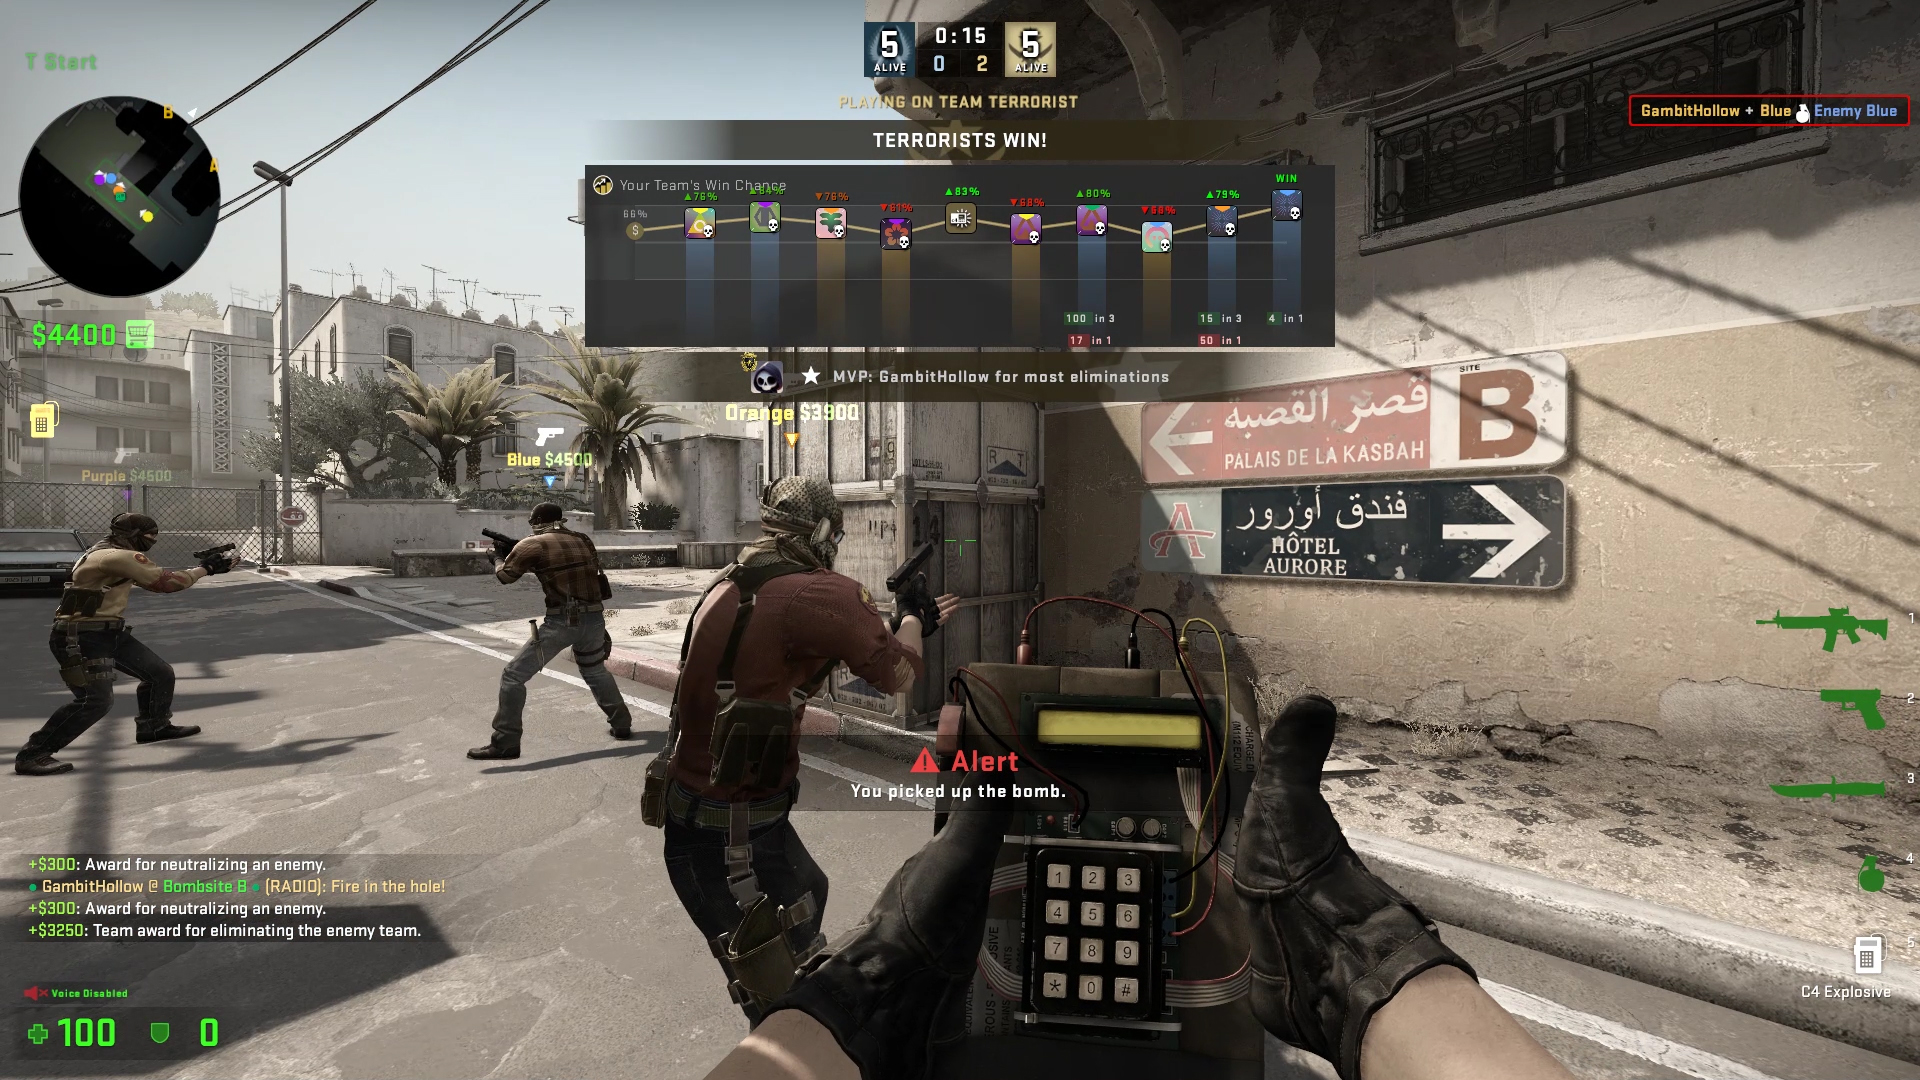 5 ALIVE
0:15
0 2
5 ALIVE
T Start
PLAYING ON TEAM TERRORIST
B
A
GambitHollow + Blue Enemy Blue
TERRORISTS WIN!
Your Team's Win Chance
66%
▲76%
▲84%
▼76%
▼61%
▲83%
▼68%
▲80%
▼58%
▲79%
WIN
100 in 3
17 in 1
15 in 3
50 in 1
4 in 1
$4400
MVP: GambitHollow for most eliminations
Orange $3900
Blue $4500
Purple $4500
قصر القصبة
PALAIS DE LA KASBAH
SITE
B
A
فندق أورور
HÔTEL
AURORE
1
2
3
4
5
C4 Explosive
Alert
You picked up the bomb.
1 2 3
4 5 6
7 8 9
* 0 #
+$300: Award for neutralizing an enemy.
● GambitHollow @ Bombsite B ● (RADIO): Fire in the hole!
+$300: Award for neutralizing an enemy.
+$3250: Team award for eliminating the enemy team.
Voice Disabled
100
0